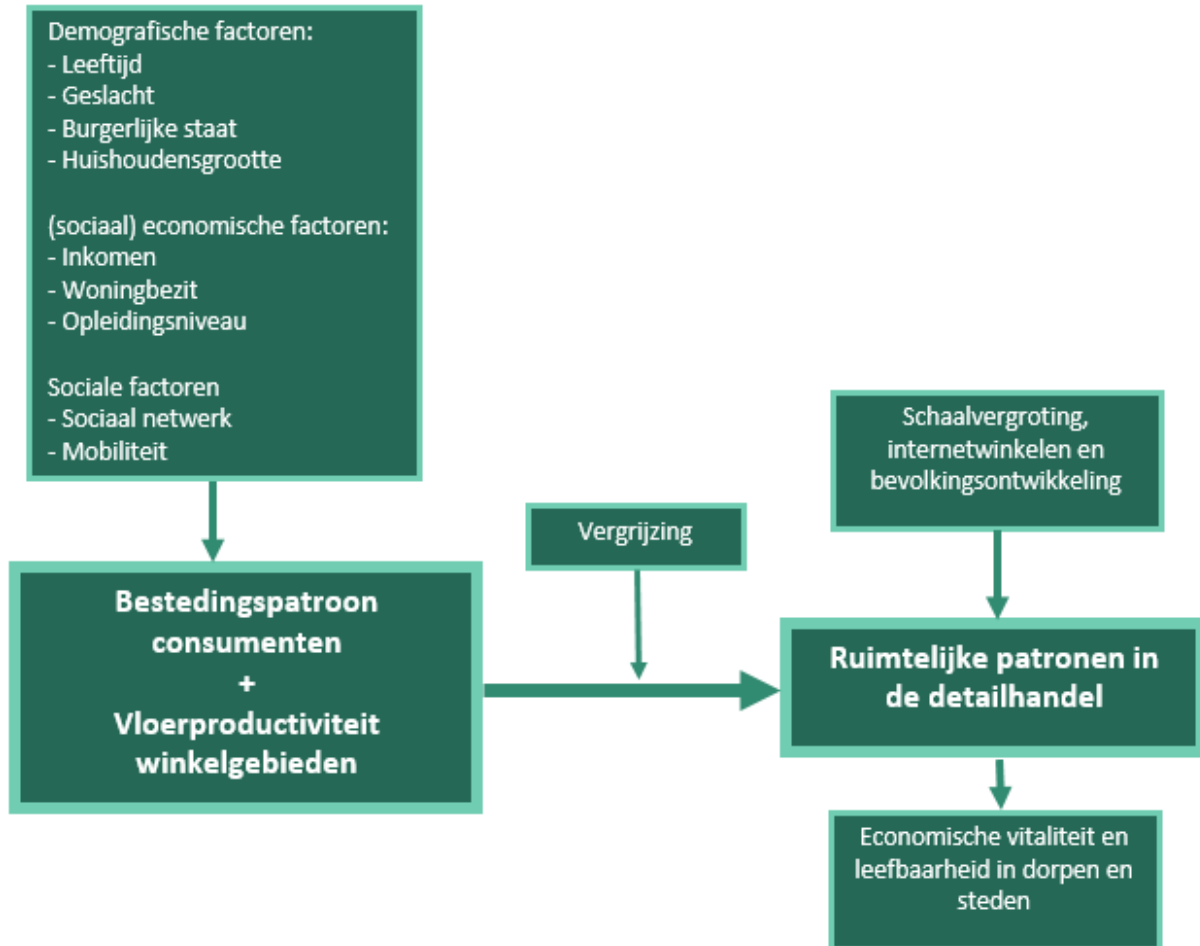 Demografische factoren:
- Leeftijd
- Geslacht
- Burgerlijke staat
- Huishoudensgrootte
(sociaal) economische factoren:
- Inkomen
- Woningbezit
- Opleidingsniveau
Sociale factoren
- Sociaal netwerk
- Mobiliteit
Schaalvergroting,
internetwinkelen en
bevolkingsontwikkeling
Vergrijzing
Bestedingspatroon
consumenten
+
Vloerproductiviteit
winkelgebieden
Ruimtelijke patronen in
de detailhandel
Economische vitaliteit en
leefbaarheid in dorpen en
steden